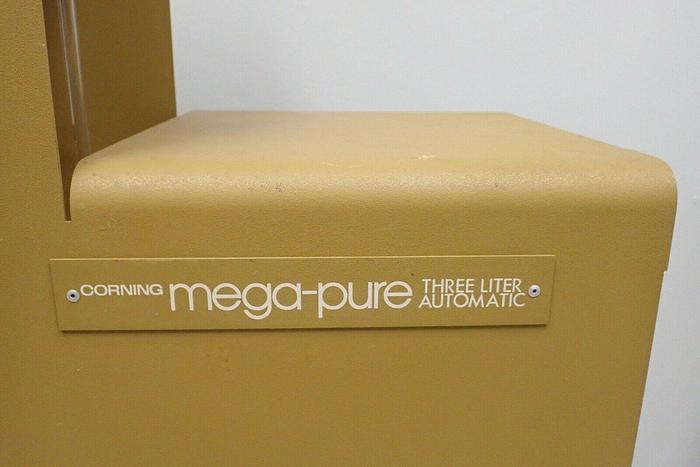 CORNING mega-pure THREE LITER
AUTOMATIC